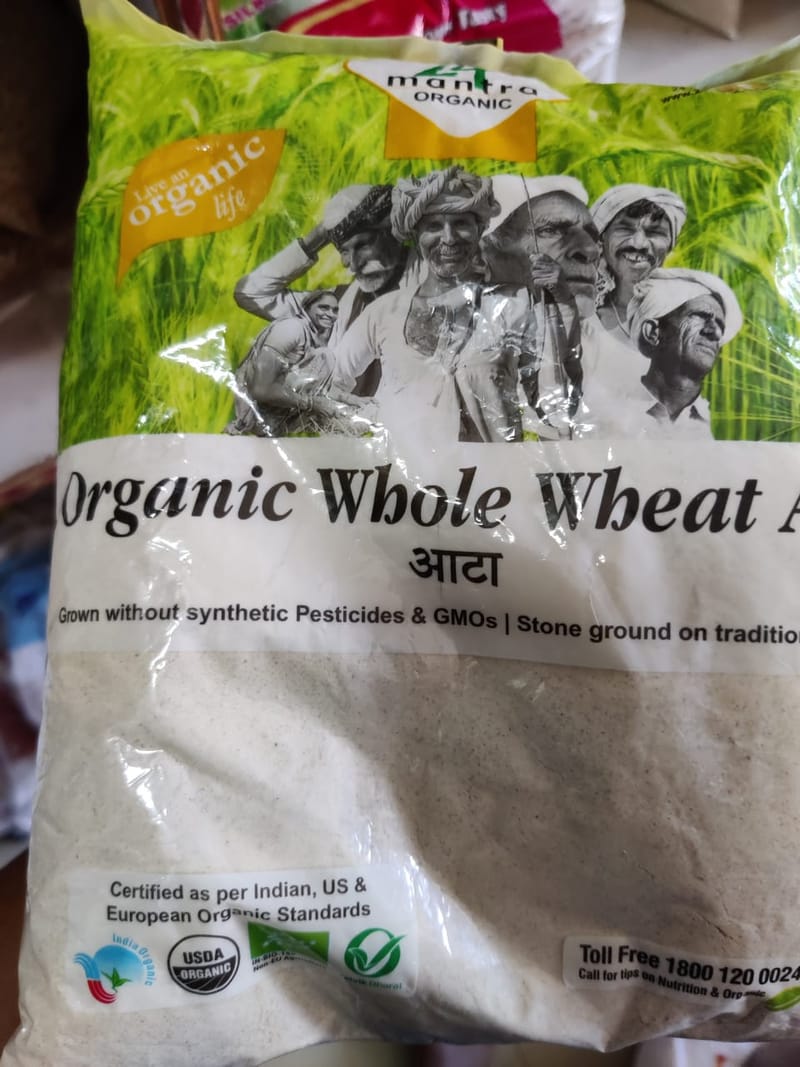 mantra
ORGANIC
Live an
organic
life
Organic Whole Wheat A
आटा
Grown without synthetic Pesticides & GMOs | Stone ground on traditio
Certified as per Indian, US &
European Organic Standards
India Organic
USDA
ORGANIC
Toll Free 1800 120 0024
Call for tips on Nutrition & Organic